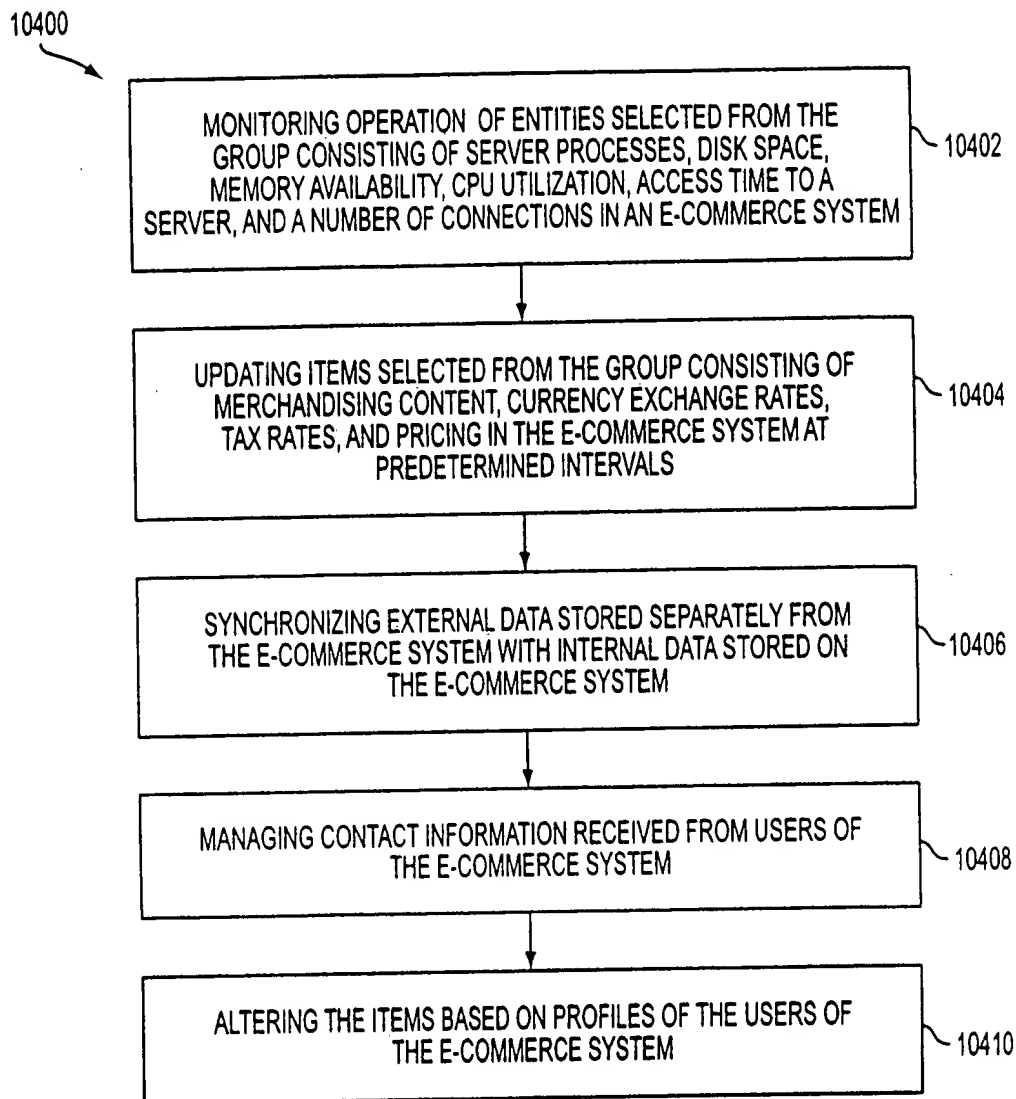 10400
MONITORING OPERATION OF ENTITIES SELECTED FROM THE
GROUP CONSISTING OF SERVER PROCESSES, DISK SPACE,
MEMORY AVAILABILITY, CPU UTILIZATION, ACCESS TIME TO A
SERVER, AND A NUMBER OF CONNECTIONS IN AN E-COMMERCE SYSTEM
10402
UPDATING ITEMS SELECTED FROM THE GROUP CONSISTING OF
MERCHANDISING CONTENT, CURRENCY EXCHANGE RATES,
TAX RATES, AND PRICING IN THE E-COMMERCE SYSTEM AT
PREDETERMINED INTERVALS
10404
SYNCHRONIZING EXTERNAL DATA STORED SEPARATELY FROM
THE E-COMMERCE SYSTEM WITH INTERNAL DATA STORED ON
THE E-COMMERCE SYSTEM
10406
MANAGING CONTACT INFORMATION RECEIVED FROM USERS OF
THE E-COMMERCE SYSTEM
10408
ALTERING THE ITEMS BASED ON PROFILES OF THE USERS OF
THE E-COMMERCE SYSTEM
10410